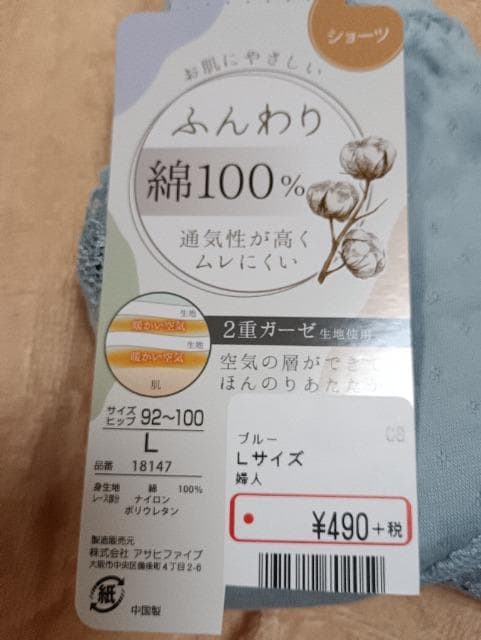 ショーツ
お肌にやさしい
ふんわり
綿100%
通気性が高く
ムレにくい
生地
暖かい空気
生地
暖かい空気
肌
2重ガーゼ 生地使用
空気の層ができて
ほんのりあたたか
サイズ
ヒップ 92〜100
L
品番 18147
身生地 綿 100%
レース部分 ナイロン
ポリウレタン
製造販売元
株式会社 アサヒファイブ
大阪市中央区備後町4丁目2-6
紙
中国製
ブルー
Lサイズ
婦人
¥490+税